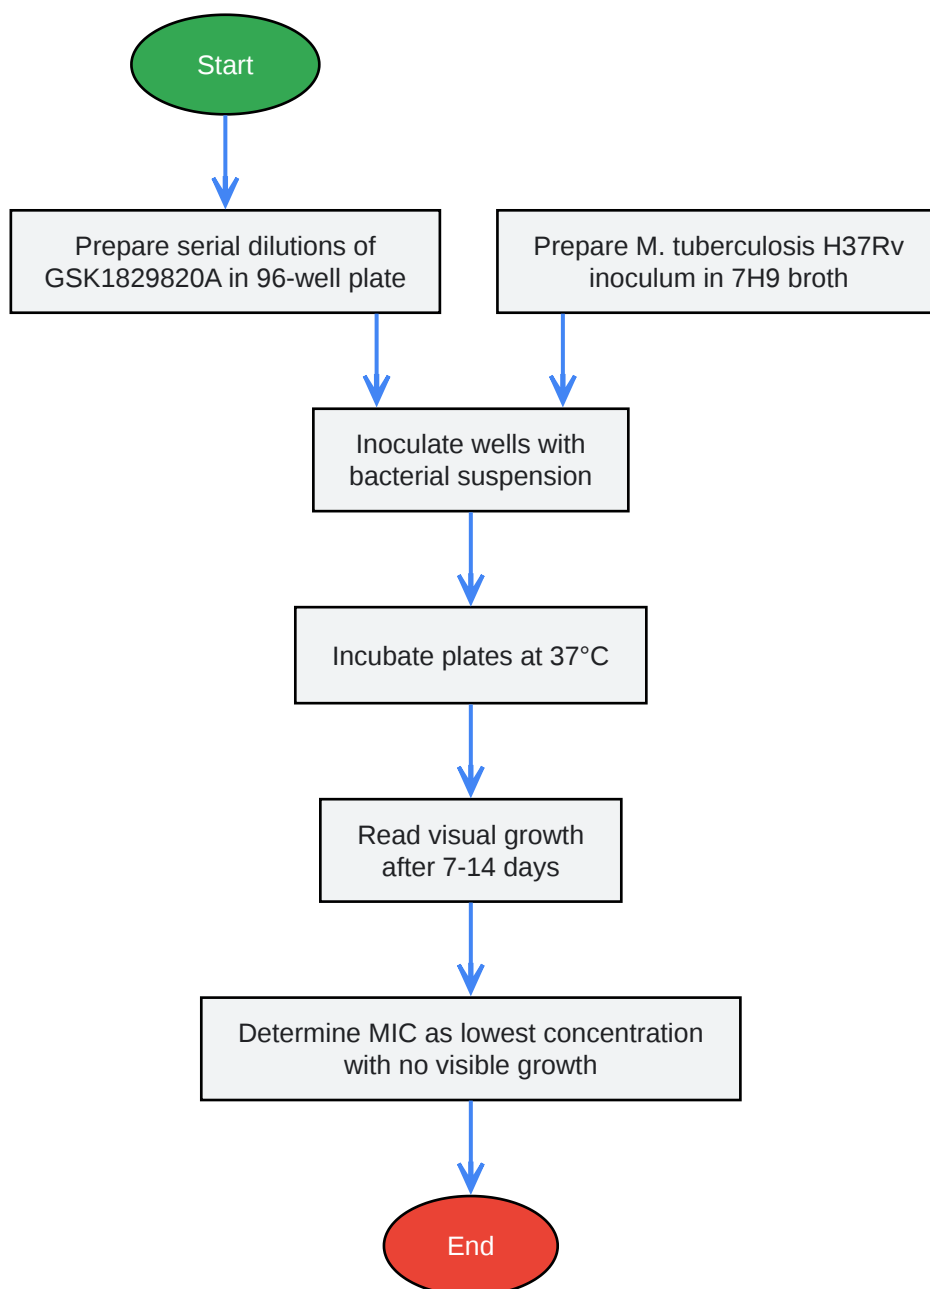 Start
Prepare serial dilutions of
GSK1829820A in 96-well plate
Prepare M. tuberculosis H37Rv
inoculum in 7H9 broth
Inoculate wells with
bacterial suspension
Incubate plates at 37°C
Read visual growth
after 7-14 days
Determine MIC as lowest concentration
with no visible growth
End